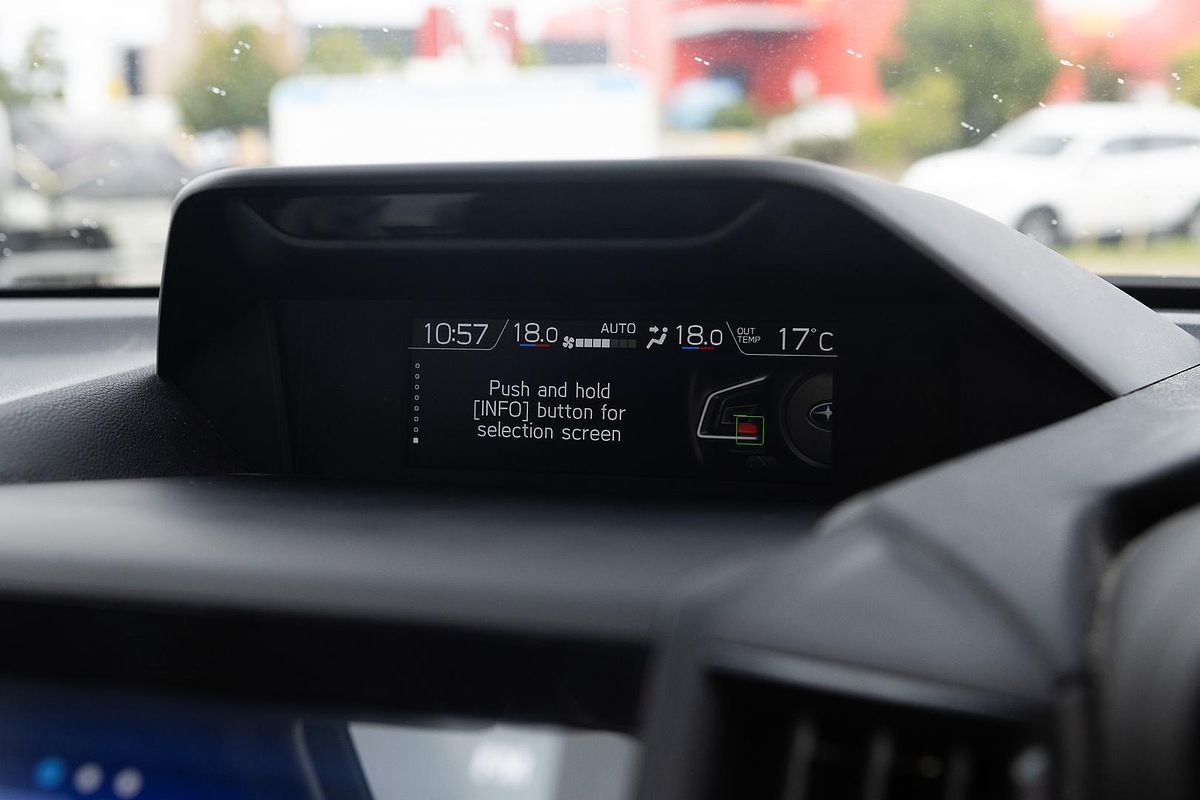 10:57 18.0 AUTO 18.0 OUT TEMP 17°C
Push and hold
[INFO] button for
selection screen